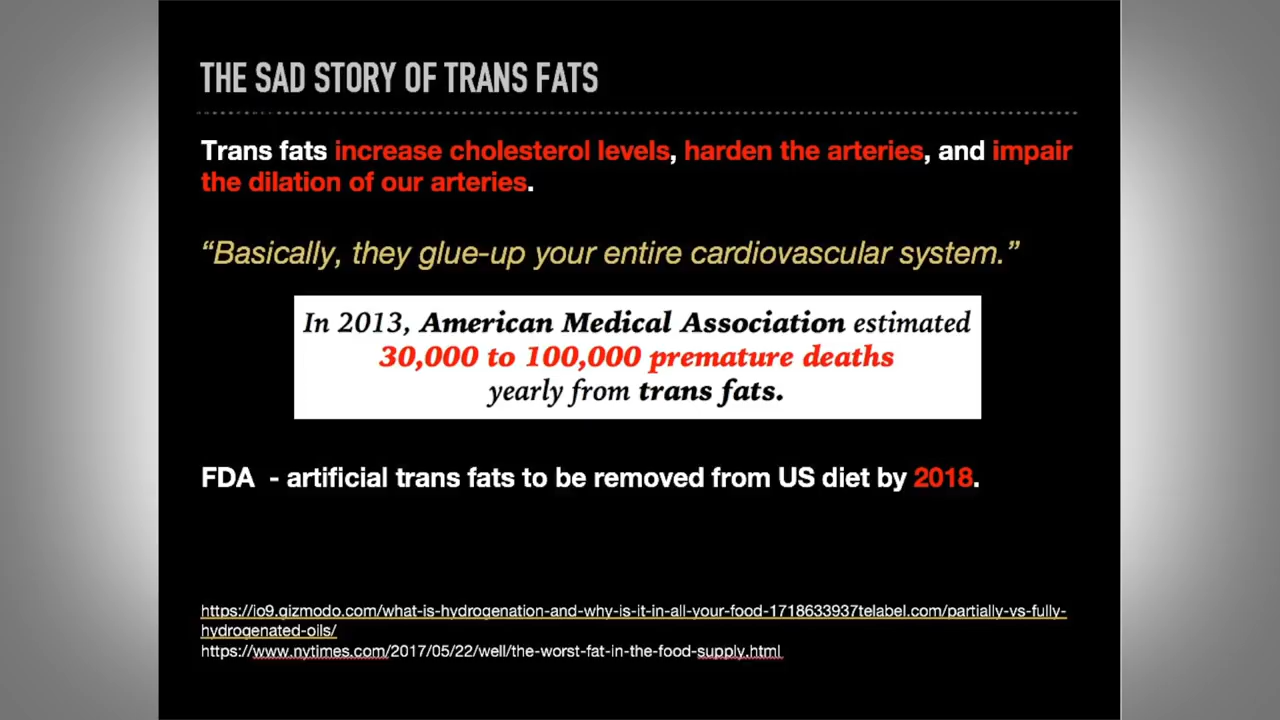 THE SAD STORY OF TRANS FATS
Trans fats increase cholesterol levels, harden the arteries, and impair
the dilation of our arteries.
“Basically, they glue-up your entire cardiovascular system.”
In 2013, American Medical Association estimated
30,000 to 100,000 premature deaths
yearly from trans fats.
FDA - artificial trans fats to be removed from US diet by 2018.
https://io9.gizmodo.com/what-is-hydrogenation-and-why-is-it-in-all-your-food-1718633937telabel.com/partially-vs-fully-
hydrogenated-oils/
https://www.nytimes.com/2017/05/22/well/the-worst-fat-in-the-food-supply.html